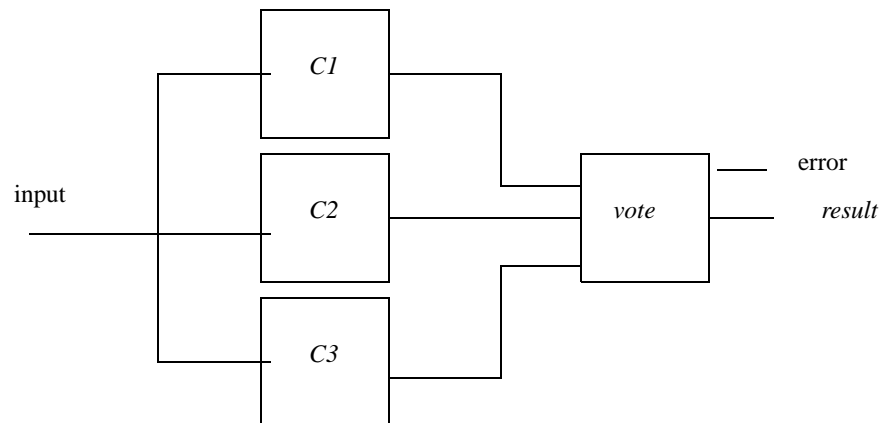 C1
input
C2
C3
vote
error
result